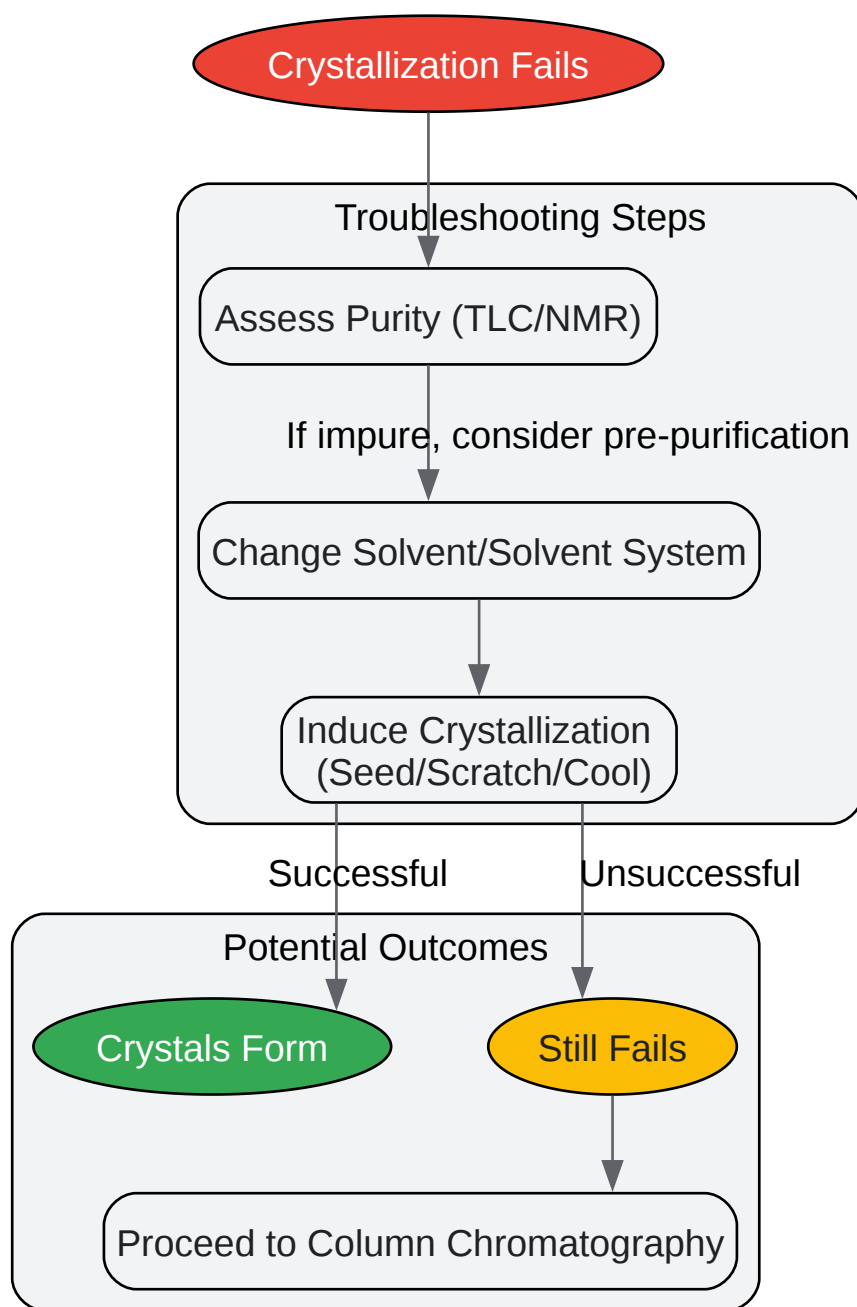 Crystallization Fails
Troubleshooting Steps
Assess Purity (TLC/NMR)
If impure, consider pre-purification
Change Solvent/Solvent System
Induce Crystallization
(Seed/Scratch/Cool)
Successful
Unsuccessful
Potential Outcomes
Crystals Form
Still Fails
Proceed to Column Chromatography